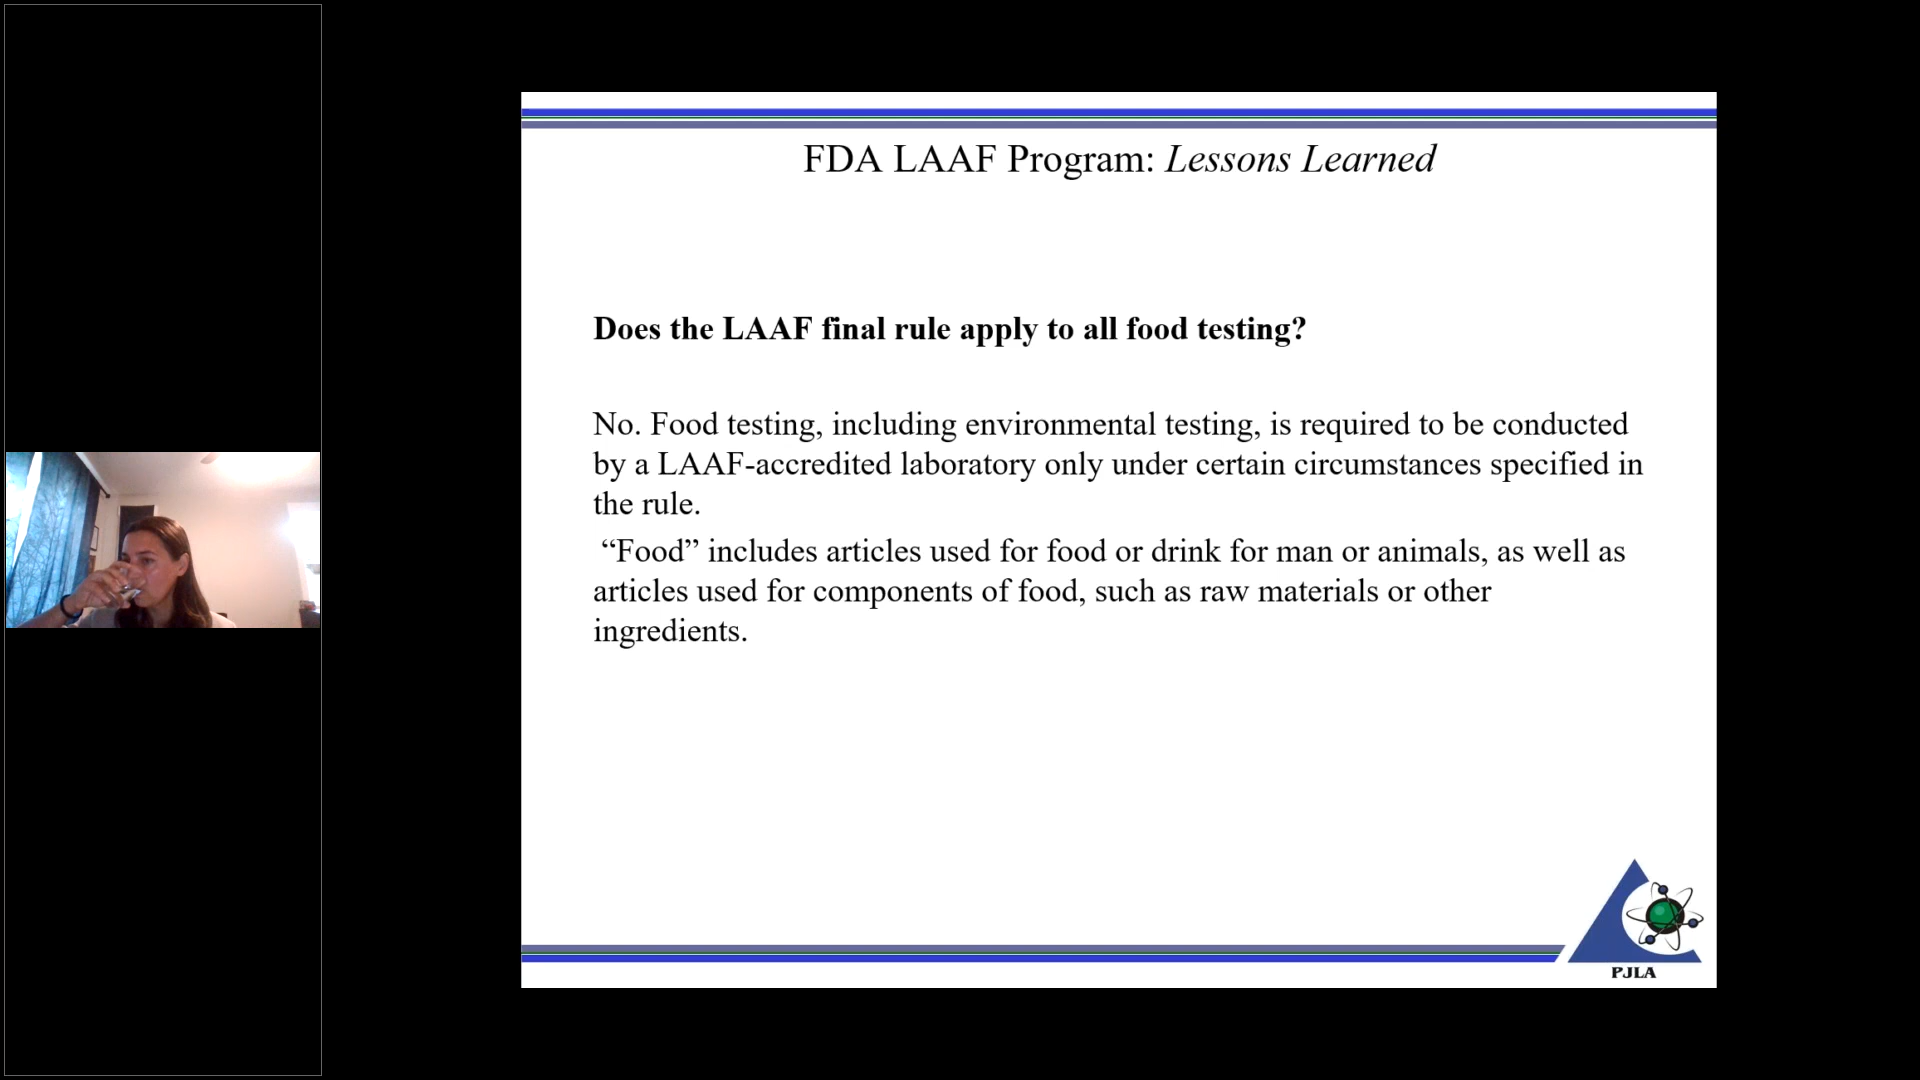 FDA LAAF Program: Lessons Learned
Does the LAAF final rule apply to all food testing?
No. Food testing, including environmental testing, is required to be conducted
by a LAAF-accredited laboratory only under certain circumstances specified in
the rule.
“Food” includes articles used for food or drink for man or animals, as well as
articles used for components of food, such as raw materials or other
ingredients.
PJLA